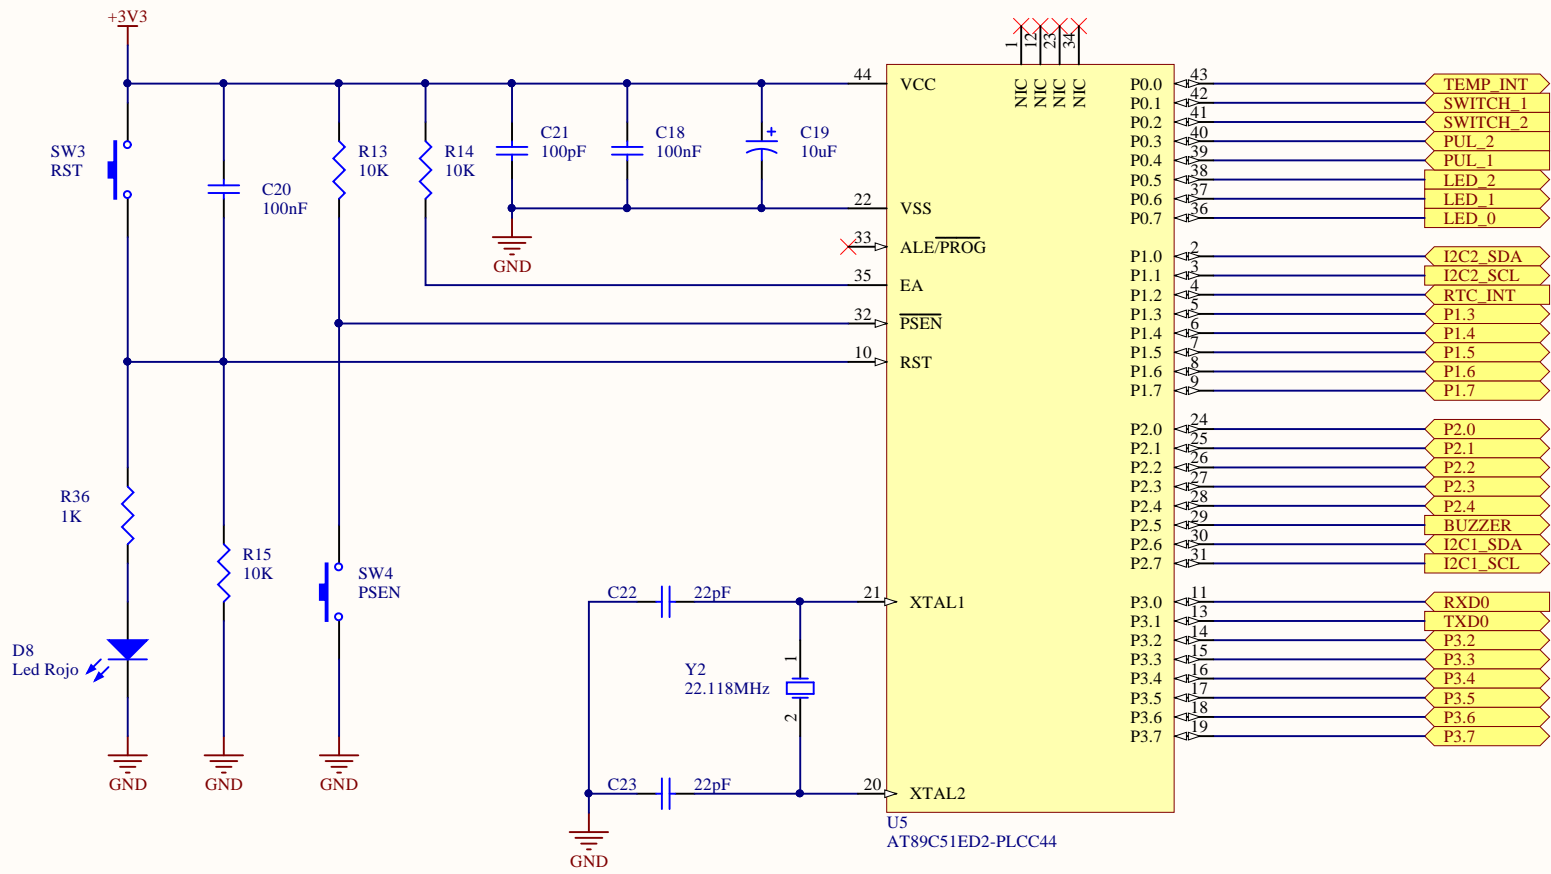 +3V3
SW3
RST
C20
100nF
R13
10K
R14
10K
C21
100pF
C18
100nF
+
C19
10uF
GND
R36
1K
D8
Led Rojo
R15
10K
SW4
PSEN
GND
GND
GND
C22
22pF
C23
22pF
Y2
22.118MHz
1
2
GND
1
12
23
34
NIC
NIC
NIC
NIC
44 VCC
22 VSS
33 ALE/PROG
35 EA
32 PSEN
10 RST
21 XTAL1
20 XTAL2
P0.0 43 TEMP_INT
P0.1 42 SWITCH_1
P0.2 41 SWITCH_2
P0.3 40 PUL_2
P0.4 39 PUL_1
P0.5 38 LED_2
P0.6 37 LED_1
P0.7 36 LED_0
P1.0 2 I2C2_SDA
P1.1 3 I2C2_SCL
P1.2 4 RTC_INT
P1.3 5 P1.3
P1.4 6 P1.4
P1.5 7 P1.5
P1.6 8 P1.6
P1.7 9 P1.7
P2.0 24 P2.0
P2.1 25 P2.1
P2.2 26 P2.2
P2.3 27 P2.3
P2.4 28 P2.4
P2.5 29 BUZZER
P2.6 30 I2C1_SDA
P2.7 31 I2C1_SCL
P3.0 11 RXD0
P3.1 13 TXD0
P3.2 14 P3.2
P3.3 15 P3.3
P3.4 16 P3.4
P3.5 17 P3.5
P3.6 18 P3.6
P3.7 19 P3.7
U5
AT89C51ED2-PLCC44